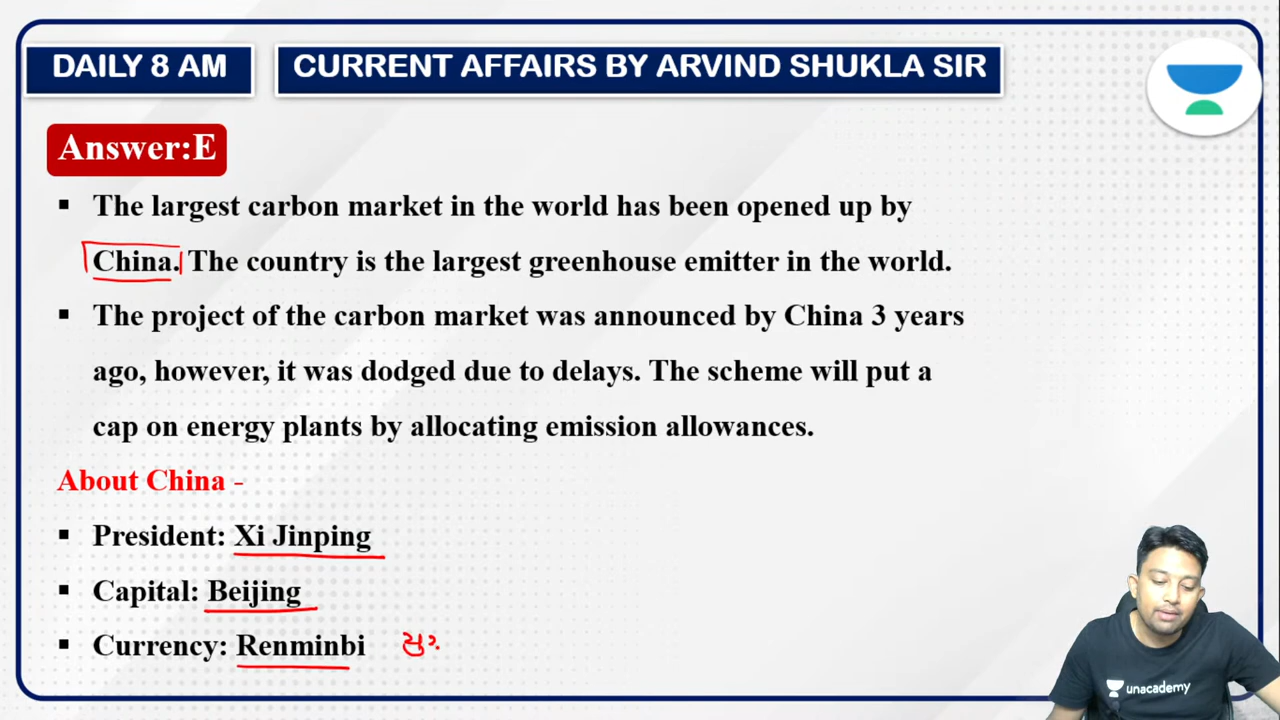 DAILY 8 AM
CURRENT AFFAIRS BY ARVIND SHUKLA SIR
Answer:E
▪ The largest carbon market in the world has been opened up by
China. The country is the largest greenhouse emitter in the world.
▪ The project of the carbon market was announced by China 3 years
ago, however, it was dodged due to delays. The scheme will put a
cap on energy plants by allocating emission allowances.
About China -
▪ President: Xi Jinping
▪ Capital: Beijing
▪ Currency: Renminbi
unacademy